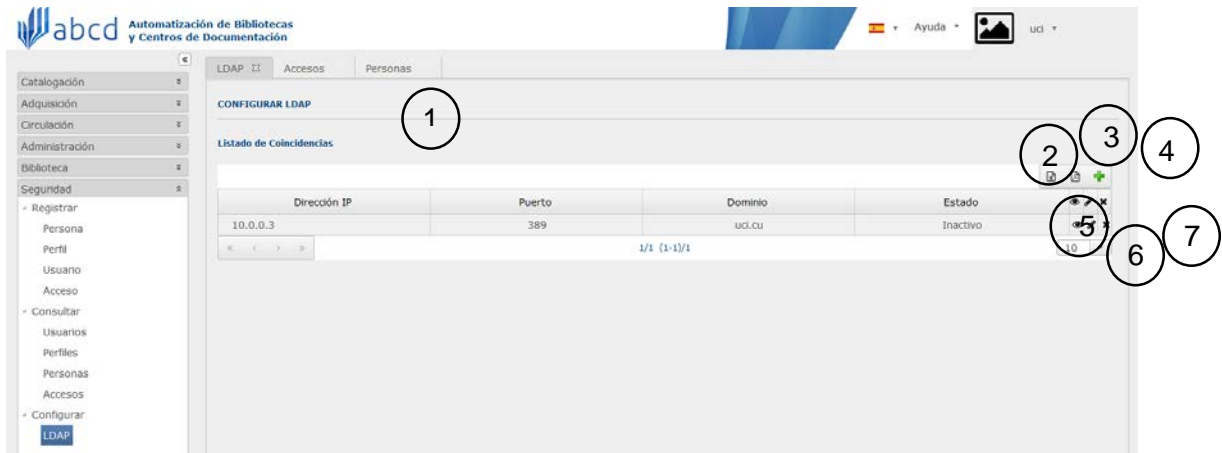 abcd Automatización de Bibliotecas
y Centros de Documentación
Ayuda
uci
LDAP Accesos Personas
Catalogación
Adquisición
Circulación
Administración
Biblioteca
Seguridad
Registrar
Persona
Perfil
Usuario
Acceso
Consultar
Usuarios
Perfiles
Personas
Accesos
Configurar
LDAP
CONFIGURAR LDAP
1
Listado de Coincidencias
2
3
4
Dirección IP Puerto Dominio Estado
10.0.0.3 389 uci.cu Inactivo
5
6
7
1/1 (1-1)/1
10